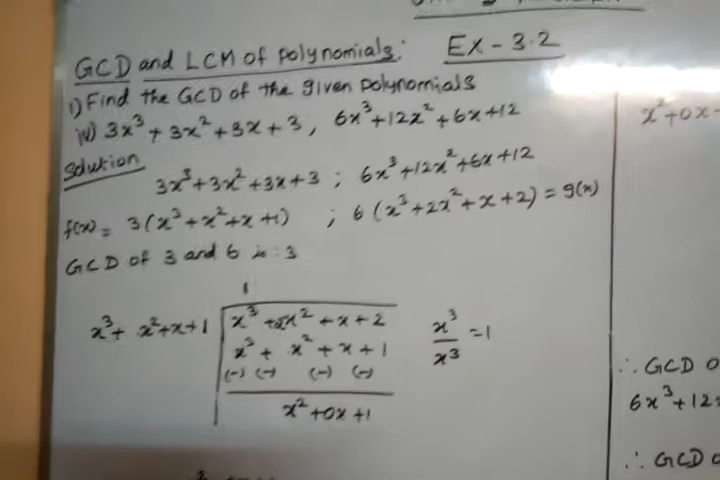 GCD and LCM of polynomials: Ex - 3.2
1) Find the GCD of the given polynomials
iv) 3x³ + 3x² + 3x + 3, 6x³ + 12x² + 6x + 12
Solution
3x³ + 3x² + 3x + 3 ; 6x³ + 12x² + 6x + 12
f(x) = 3(x³ + x² + x + 1) ; 6(x³ + 2x² + x + 2) = g(x)
GCD of 3 and 6 is : 3
1
x³ + x² + x + 1 | x³ + 2x² + x + 2
x³ + x² + x + 1
(-) (-) (-) (-)
x² + 0x + 1
x³/x³ = 1
x² + 0x -
∴ GCD O
6x³ + 12
∴ GCD